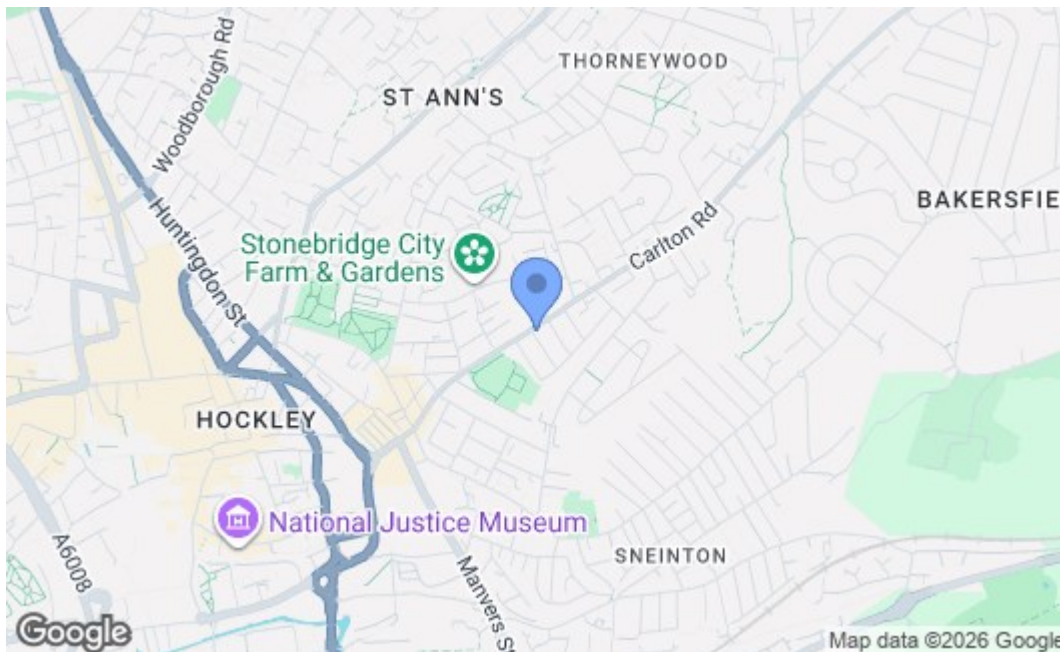 Woodborough Rd
THORNEYWOOD
ST ANN'S
BAKERSFIE
Huntingdon St
Stonebridge City
Farm & Gardens
Carlton Rd
HOCKLEY
National Justice Museum
A6008
Manvers St
SNEINTON
Google
Map data ©2026 Google